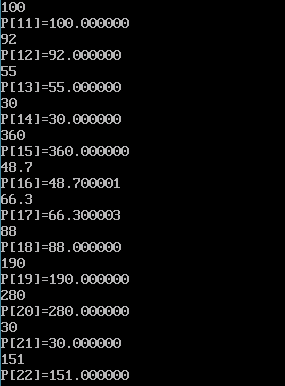 100
P[11]=100.000000
92
P[12]=92.000000
55
P[13]=55.000000
30
P[14]=30.000000
360
P[15]=360.000000
48.7
P[16]=48.700001
66.3
P[17]=66.300003
88
P[18]=88.000000
190
P[19]=190.000000
280
P[20]=280.000000
30
P[21]=30.000000
151
P[22]=151.000000